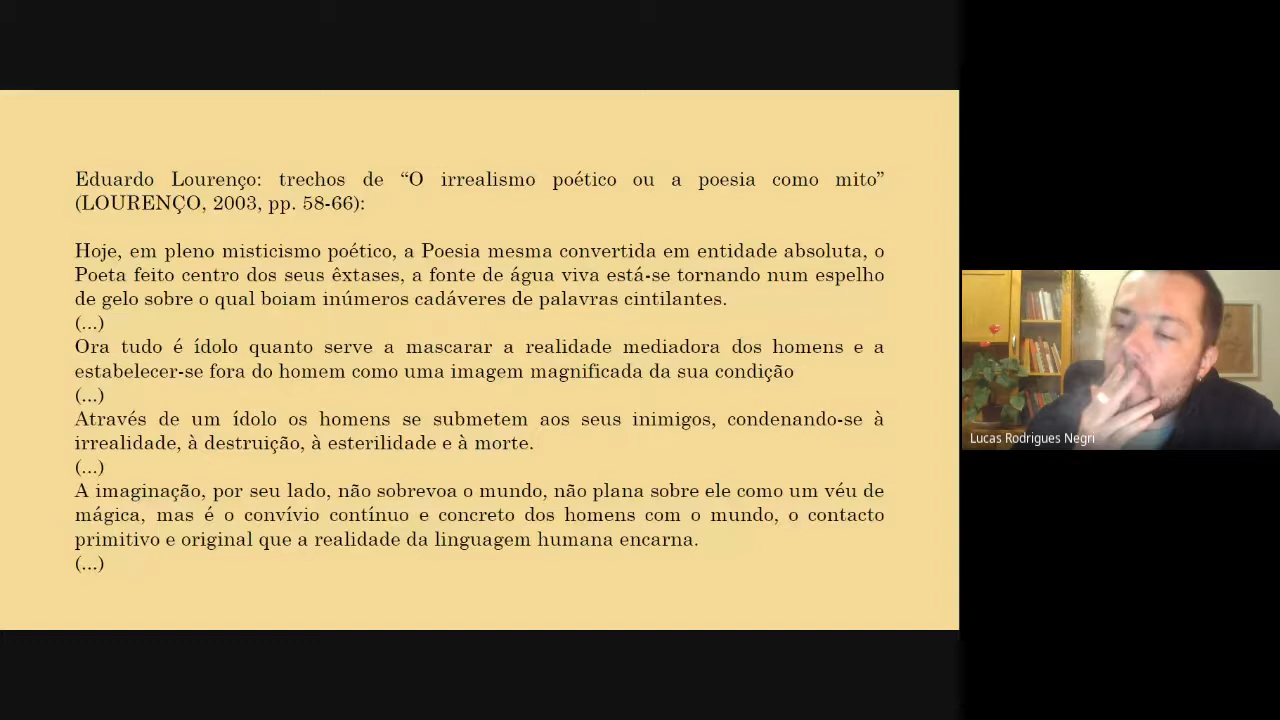 Eduardo Lourenço: trechos de “O irrealismo poético ou a poesia como mito”
(LOURENÇO, 2003, pp. 58-66):
Hoje, em pleno misticismo poético, a Poesia mesma convertida em entidade absoluta, o
Poeta feito centro dos seus êxtases, a fonte de água viva está-se tornando num espelho
de gelo sobre o qual boiam inúmeros cadáveres de palavras cintilantes.
(...)
Ora tudo é ídolo quanto serve a mascarar a realidade mediadora dos homens e a
estabelecer-se fora do homem como uma imagem magnificada da sua condição
(...)
Através de um ídolo os homens se submetem aos seus inimigos, condenando-se à
irrealidade, à destruição, à esterilidade e à morte.
(...)
A imaginação, por seu lado, não sobrevoa o mundo, não plana sobre ele como um véu de
mágica, mas é o convívio contínuo e concreto dos homens com o mundo, o contacto
primitivo e original que a realidade da linguagem humana encarna.
(...)
Lucas Rodrigues Negri